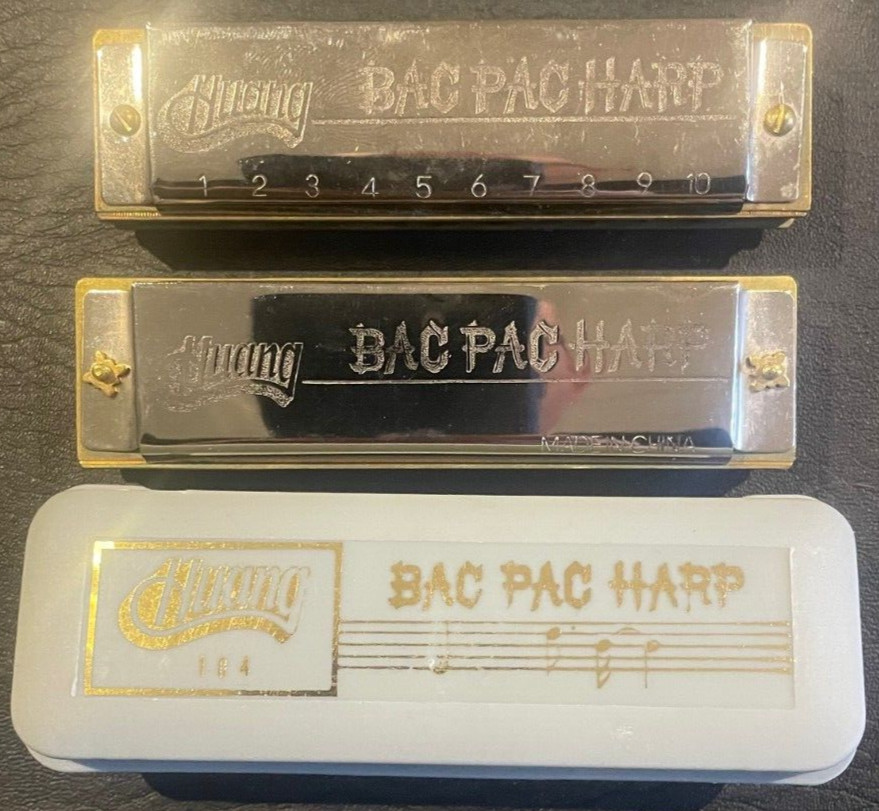 Huang BAC PAC HARP
1 2 3 4 5 6 7 8 9 10
Huang BAC PAC HARP
MADE IN CHINA
Huang BAC PAC HARP
104